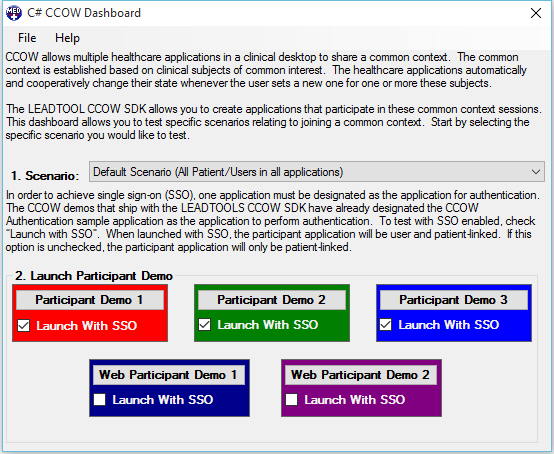 MED
C# CCOW Dashboard
File Help
CCOW allows multiple healthcare applications in a clinical desktop to share a common context. The common
context is established based on clinical subjects of common interest. The healthcare applications automatically
and cooperatively change their state whenever the user sets a new one for one or more these subjects.
The LEADTOOL CCOW SDK allows you to create applications that participate in these common context sessions.
This dashboard allows you to test specific scenarios relating to joining a common context. Start by selecting the
specific scenario you would like to test.
1. Scenario: Default Scenario (All Patient/Users in all applications)
In order to achieve single sign-on (SSO), one application must be designated as the application for authentication.
The CCOW demos that ship with the LEADTOOLS CCOW SDK have already designated the CCOW
Authentication sample application as the application to perform authentication. To test with SSO enabled, check
"Launch with SSO". When launched with SSO, the participant application will be user and patient-linked. If this
option is unchecked, the participant application will only be patient-linked.
2. Launch Participant Demo
Participant Demo 1 Participant Demo 2 Participant Demo 3
Launch With SSO Launch With SSO Launch With SSO
Web Participant Demo 1 Web Participant Demo 2
Launch With SSO Launch With SSO